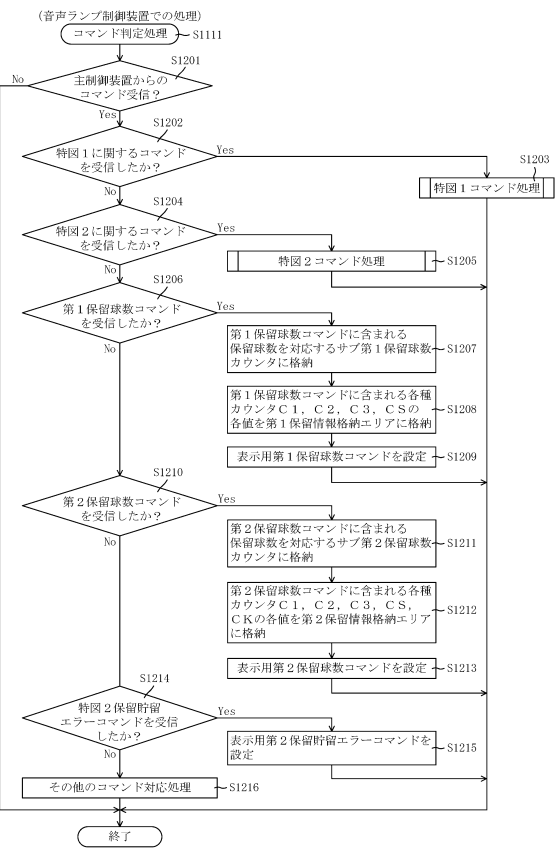 (音声ランプ制御装置での処理)
コマンド判定処理
S1111
S1201
No
主制御装置からの
コマンド受信？
Yes
S1202
特図１に関するコマンド
を受信したか？
Yes
No
S1203
特図１コマンド処理
S1204
特図２に関するコマンド
を受信したか？
Yes
No
特図２コマンド処理
S1205
S1206
第１保留球数コマンド
を受信したか？
Yes
No
第１保留球数コマンドに含まれる
保留球数を対応するサブ第１保留球数
カウンタに格納
S1207
第１保留球数コマンドに含まれる各種
カウンタＣ１，Ｃ２，Ｃ３，ＣＳの
各値を第１保留情報格納エリアに格納
S1208
表示用第１保留球数コマンドを設定
S1209
S1210
第２保留球数コマンド
を受信したか？
Yes
No
第２保留球数コマンドに含まれる
保留球数を対応するサブ第２保留球数
カウンタに格納
S1211
第２保留球数コマンドに含まれる各種
カウンタＣ１，Ｃ２，Ｃ３，ＣＳ，
ＣＫの各値を第２保留情報格納エリア
に格納
S1212
表示用第２保留球数コマンドを設定
S1213
S1214
特図２保留貯留
エラーコマンドを受信
したか？
Yes
No
表示用第２保留貯留エラーコマンドを
設定
S1215
その他のコマンド対応処理
S1216
終了